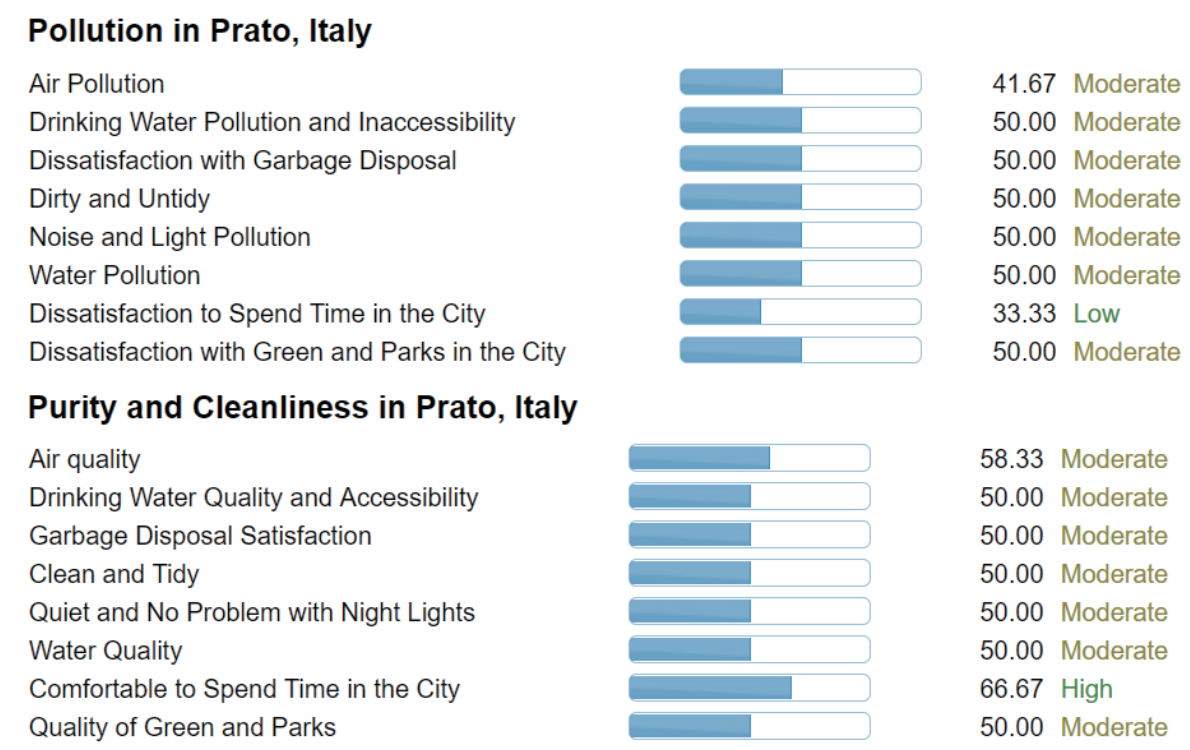 Pollution in Prato, Italy
Air Pollution 41.67 Moderate
Drinking Water Pollution and Inaccessibility 50.00 Moderate
Dissatisfaction with Garbage Disposal 50.00 Moderate
Dirty and Untidy 50.00 Moderate
Noise and Light Pollution 50.00 Moderate
Water Pollution 50.00 Moderate
Dissatisfaction to Spend Time in the City 33.33 Low
Dissatisfaction with Green and Parks in the City 50.00 Moderate
Purity and Cleanliness in Prato, Italy
Air quality 58.33 Moderate
Drinking Water Quality and Accessibility 50.00 Moderate
Garbage Disposal Satisfaction 50.00 Moderate
Clean and Tidy 50.00 Moderate
Quiet and No Problem with Night Lights 50.00 Moderate
Water Quality 50.00 Moderate
Comfortable to Spend Time in the City 66.67 High
Quality of Green and Parks 50.00 Moderate